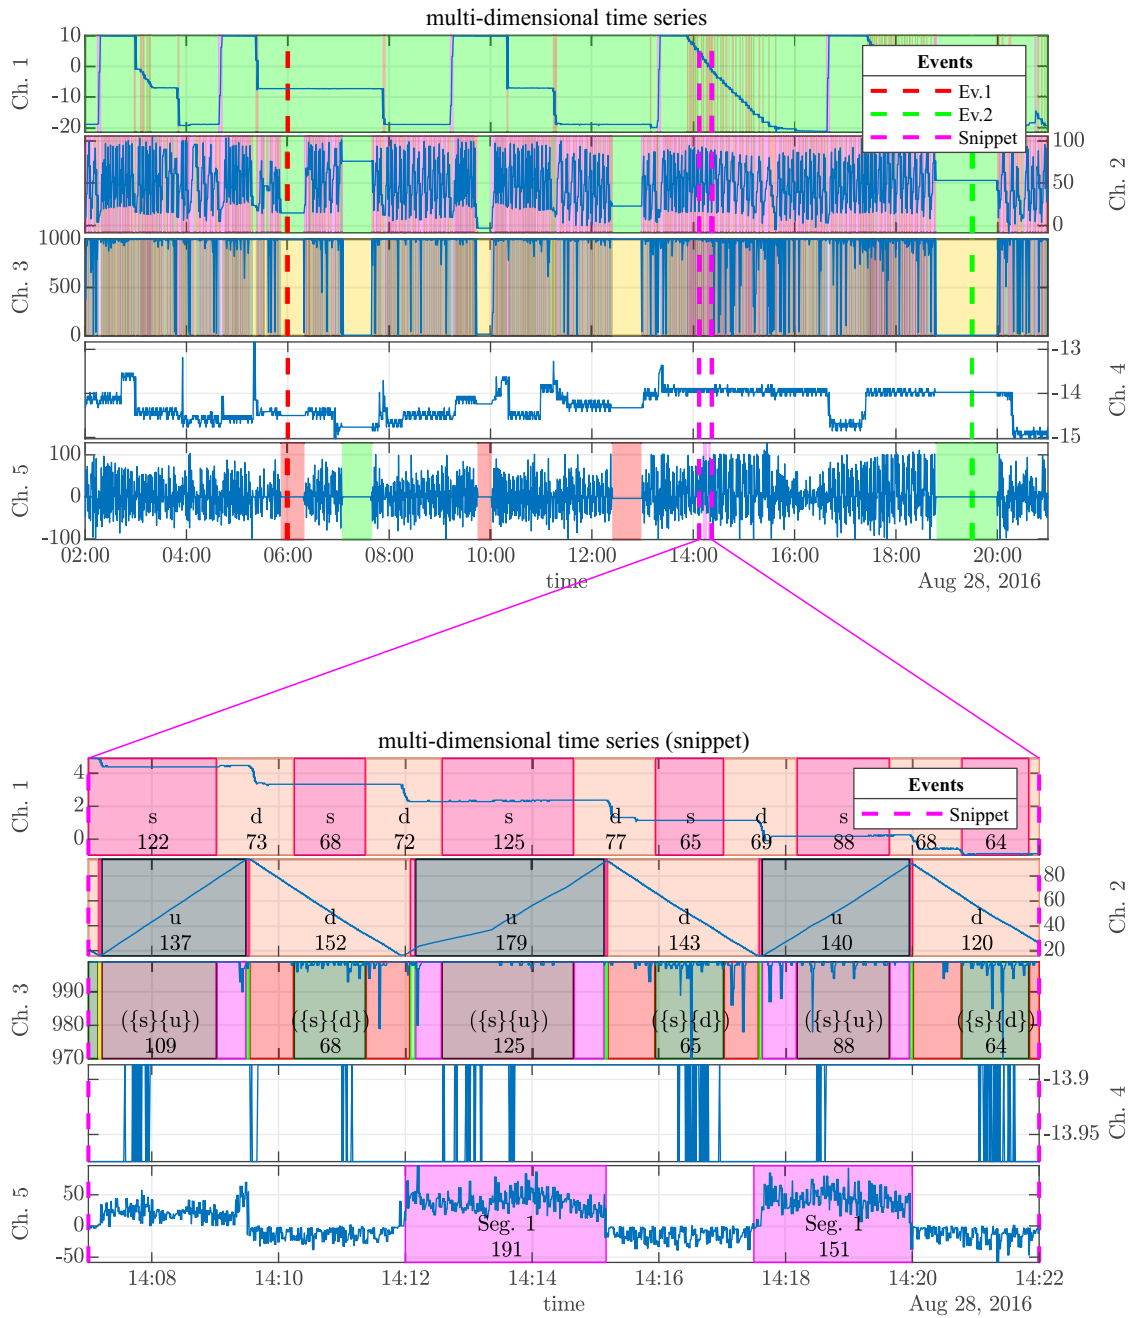 multi-dimensional time series
10
0
-10
-20
Ch. 1
Events
Ev.1
Ev.2
Snippet
100
50
0
Ch. 2
1000
500
0
Ch. 3
-13
-14
-15
Ch. 4
100
0
-100
Ch. 5
02:00 04:00 06:00 08:00 10:00 12:00 14:00 16:00 18:00 20:00
time
Aug 28, 2016
multi-dimensional time series (snippet)
4
2
0
Ch. 1
Events
Snippet
s d s d s d s d s
122 73 68 72 125 77 65 69 88 68 64
80
60
40
20
Ch. 2
u d u d u d
137 152 179 143 140 120
990
980
970
Ch. 3
({s}{u}) ({s}{d}) ({s}{u}) ({s}{d}) ({s}{u}) ({s}{d})
109 68 125 65 88 64
-13.9
-13.95
Ch. 4
50
0
-50
Ch. 5
Seg. 1 Seg. 1
191 151
14:08 14:10 14:12 14:14 14:16 14:18 14:20 14:22
time
Aug 28, 2016